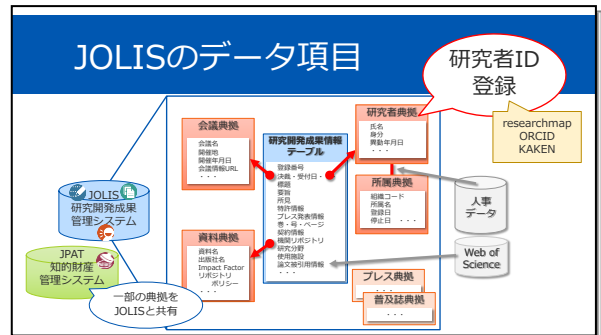 JOLISのデータ項目
研究者ID
登録
researchmap
ORCID
KAKEN
会議典拠
会議名
開催地
開催年月日
会議情報URL
・・・
研究開発成果情報
テーブル
登録番号
決裁・受付日・
標題
要旨
所見
特許情報
プレス発表情報
巻・号・ページ
契約情報
機関リポジトリ
研究分野
使用施設
論文被引用情報
・・・
研究者典拠
氏名
身分
異動年月日
・・・
所属典拠
組織コード
所属名
登録日
停止日 ・・・
資料典拠
資料名
出版社名
Impact Factor
リポジトリ
ポリシー
・・・
プレス典拠
・・・
普及誌典拠
・・・
人事
データ
Web of
Science
JOLIS
研究開発成果
管理システム
JPAT
知的財産
管理システム
一部の典拠を
JOLISと共有